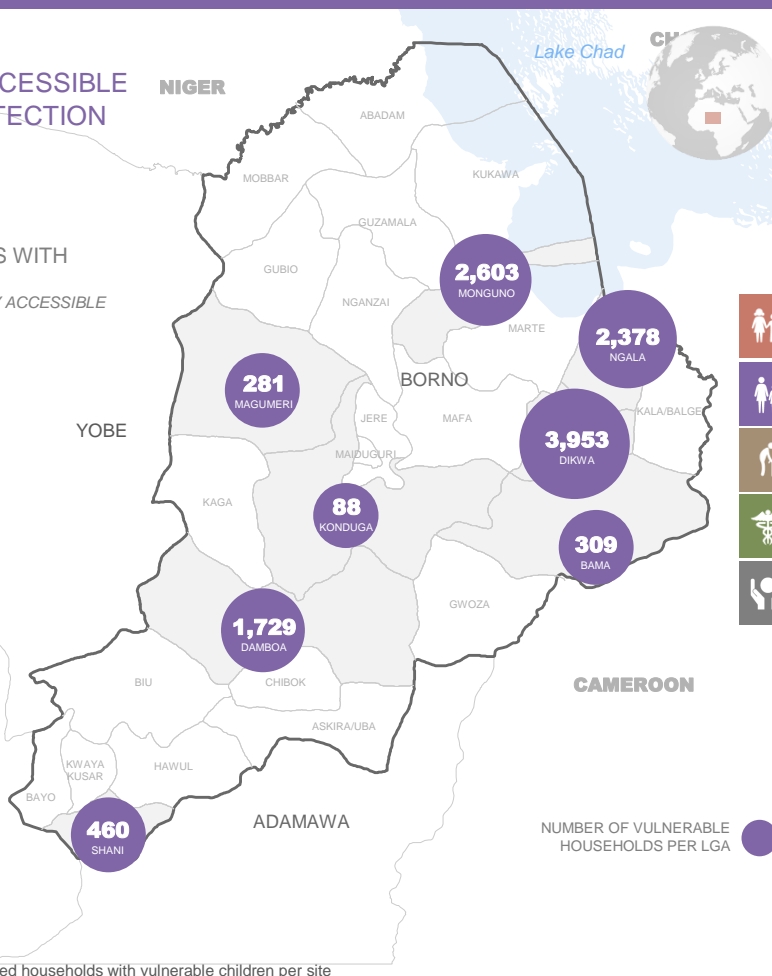 CESSIBLE
TECTION
NIGER
Lake Chad
ABADAM
MOBBAR
KUKAWA
GUZAMALA
S WITH
GUBIO
2,603
MONGUNO
ACCESSIBLE
NGANZAI
MARTE
2,378
NGALA
281
MAGUMERI
BORNO
JERE
MAFA
KALA/BALGE
YOBE
3,953
DIKWA
MAIDUGURI
KAGA
88
KONDUGA
309
BAMA
GWOZA
1,729
DAMBOA
BIU
CHIBOK
CAMEROON
ASKIRA/UBA
KWAYA
KUSAR
HAWUL
BAYO
460
SHANI
ADAMAWA
NUMBER OF VULNERABLE
HOUSEHOLDS PER LGA
ed households with vulnerable children per site